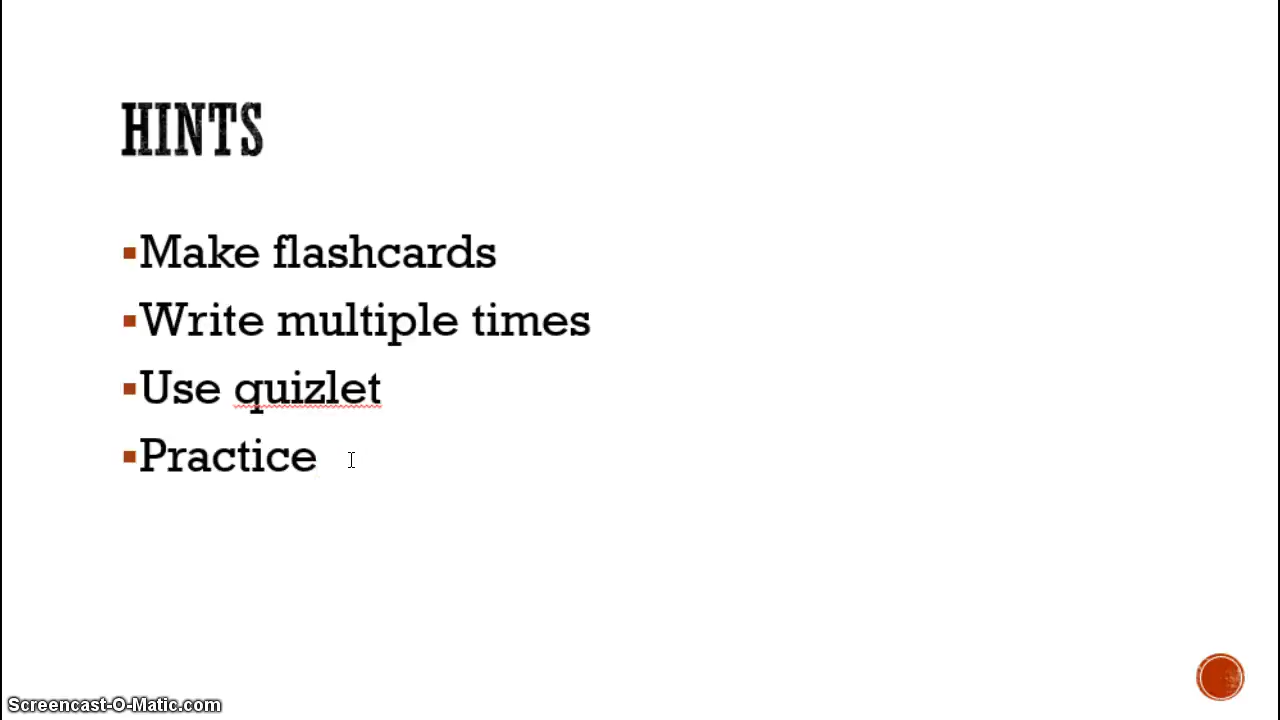 HINTS
Make flashcards
Write multiple times
Use quizlet
Practice
Screencast-O-Matic.com